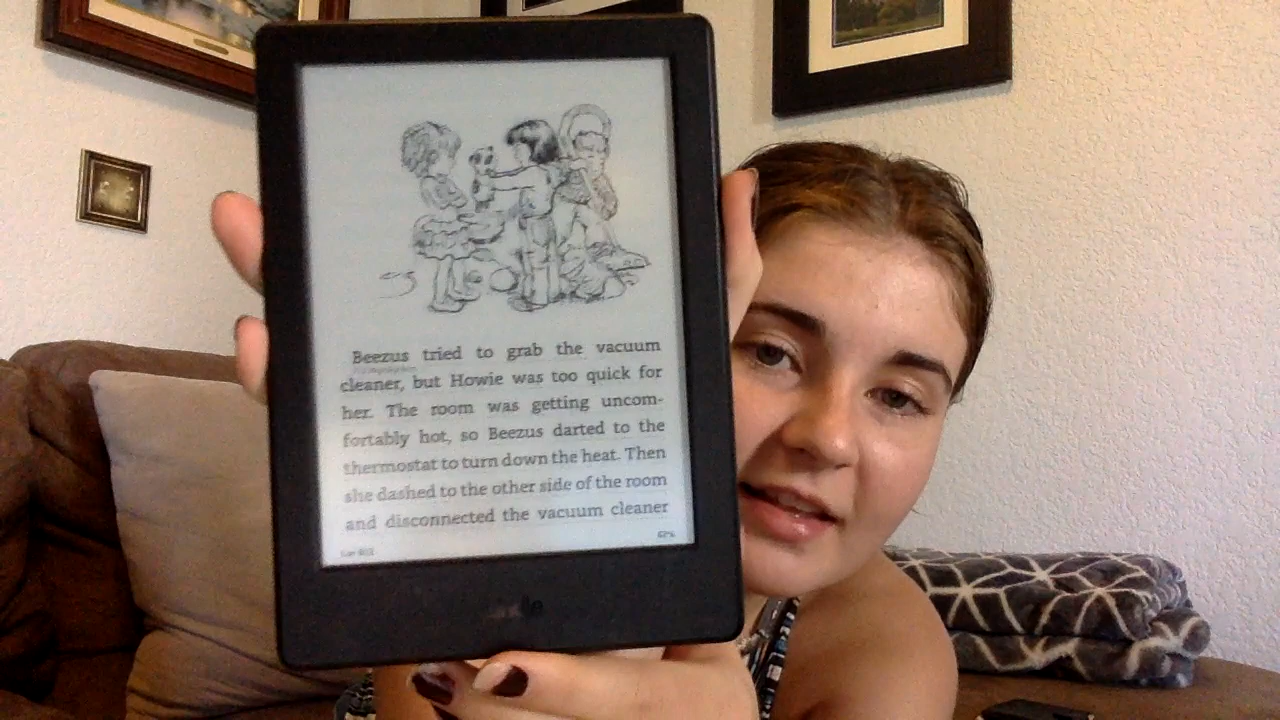 Beezus tried to grab the vacuum
cleaner, but Howie was too quick for
her. The room was getting uncom-
fortably hot, so Beezus darted to the
thermostat to turn down the heat. Then
she dashed to the other side of the room
and disconnected the vacuum cleaner